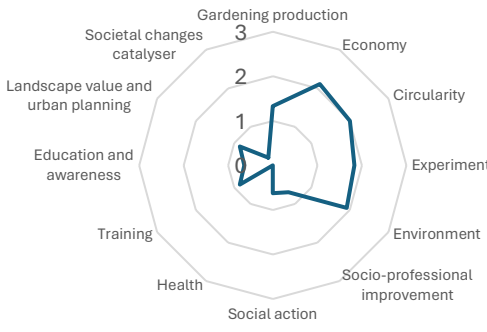 Gardening production
3
Societal changes
catalyser
Economy
2
Landscape value and
urban planning
Circularity
1
Education and
awareness
0
Experiment
Training
Environment
Health
Socio-professional
improvement
Social action